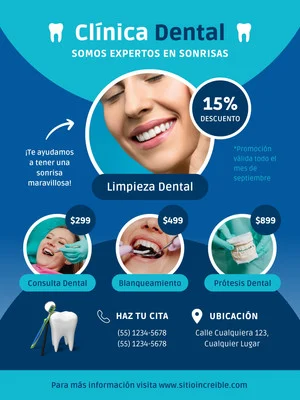 Clínica Dental
SOMOS EXPERTOS EN SONRISAS
15%
DESCUENTO
¡Te ayudamos
a tener una
sonrisa
maravillosa!
*Promoción
válida todo el
mes de
septiembre
Limpieza Dental
$299
$499
$899
Consulta Dental
Blanqueamiento
Prótesis Dental
HAZ TU CITA
(55) 1234-5678
(55) 1234-5678
UBICACIÓN
Calle Cualquiera 123,
Cualquier Lugar
Para más información visita www.sitioincreible.com